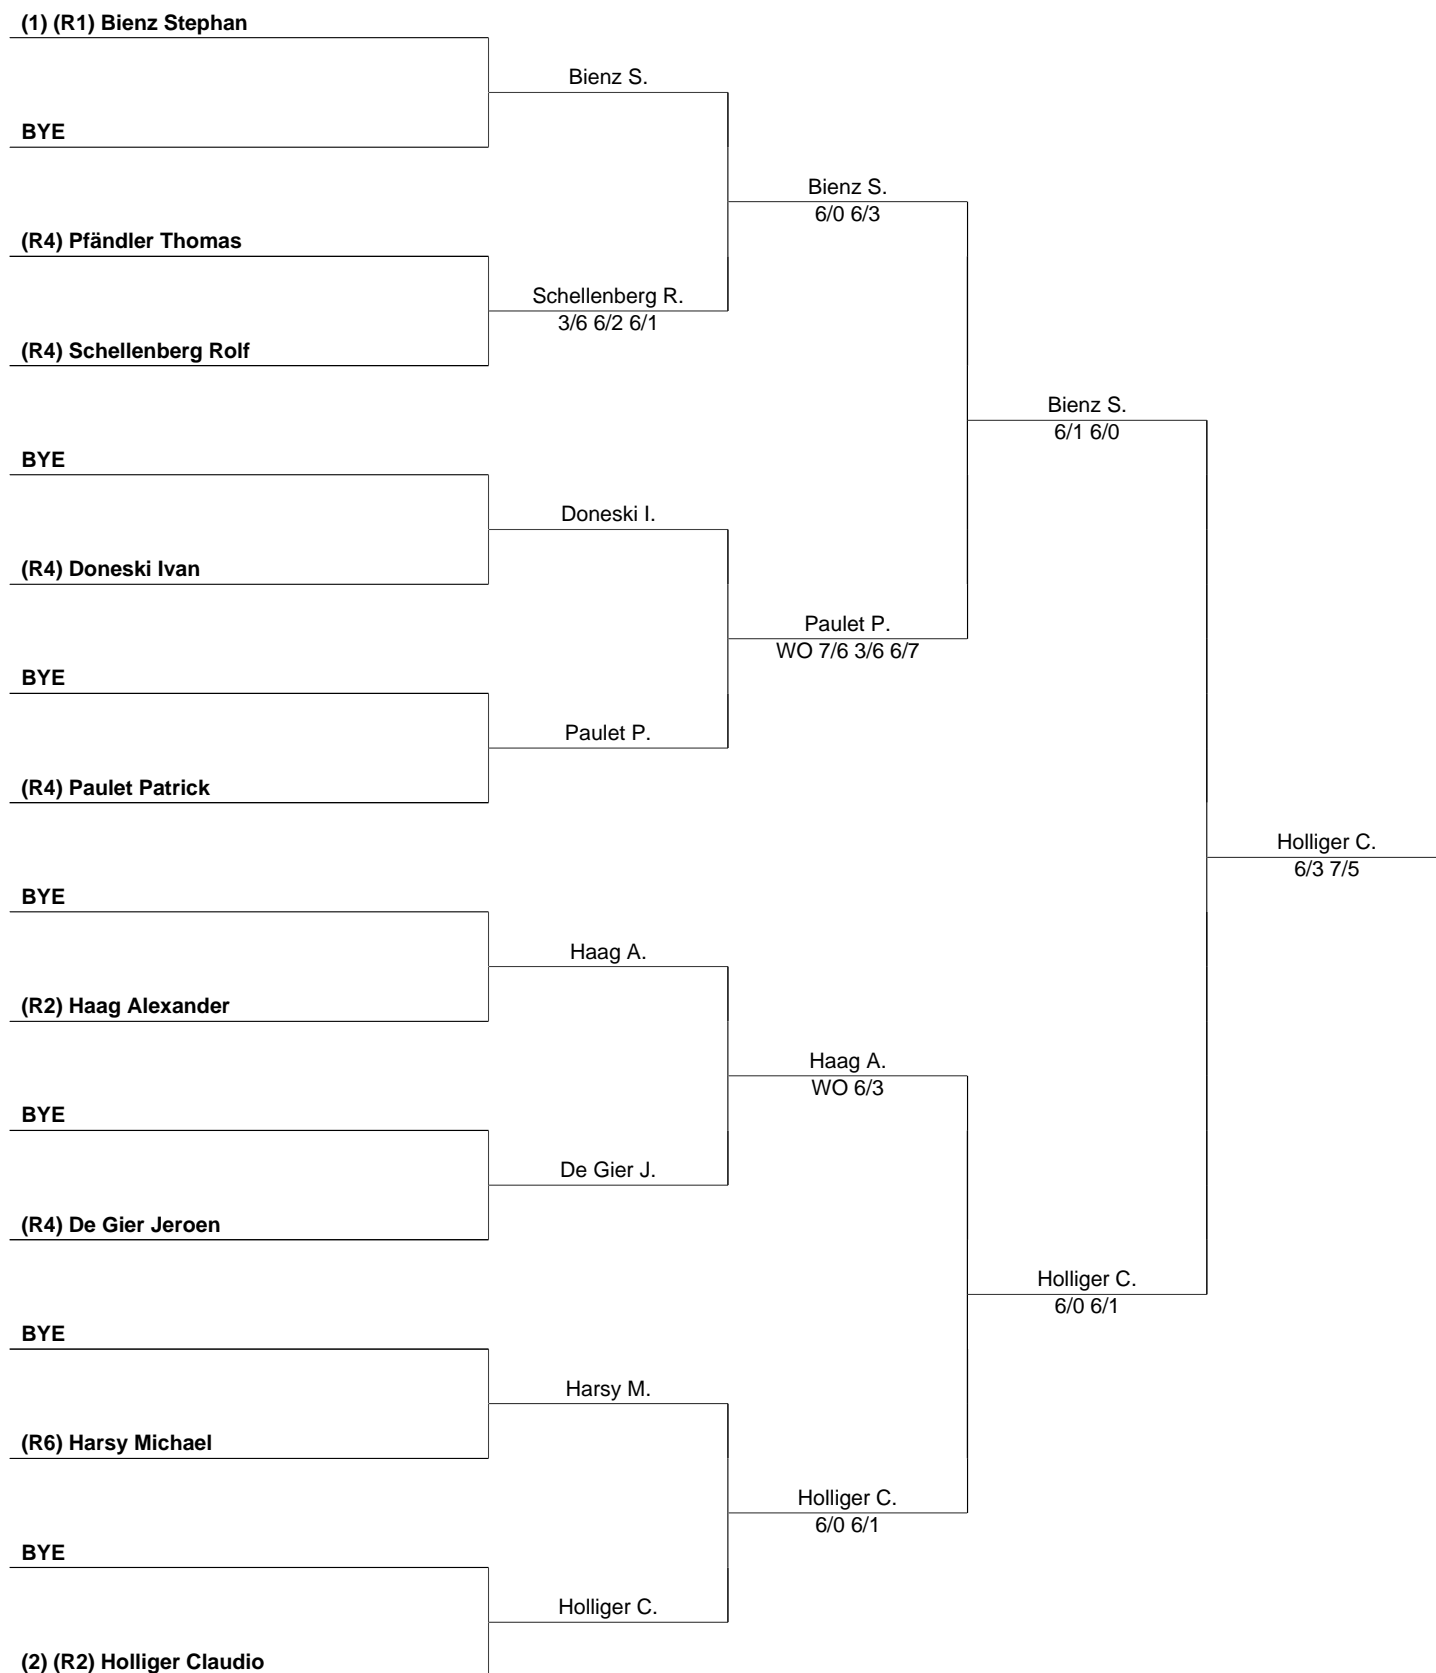 (1) (R1) Bienz Stephan
Bienz S.
BYE
Bienz S.
6/0 6/3
(R4) Pfändler Thomas
Schellenberg R.
3/6 6/2 6/1
(R4) Schellenberg Rolf
Bienz S.
6/1 6/0
BYE
Doneski I.
(R4) Doneski Ivan
Paulet P.
WO 7/6 3/6 6/7
BYE
Paulet P.
(R4) Paulet Patrick
Holliger C.
6/3 7/5
BYE
Haag A.
(R2) Haag Alexander
Haag A.
WO 6/3
BYE
De Gier J.
(R4) De Gier Jeroen
Holliger C.
6/0 6/1
BYE
Harsy M.
(R6) Harsy Michael
Holliger C.
6/0 6/1
BYE
Holliger C.
(2) (R2) Holliger Claudio